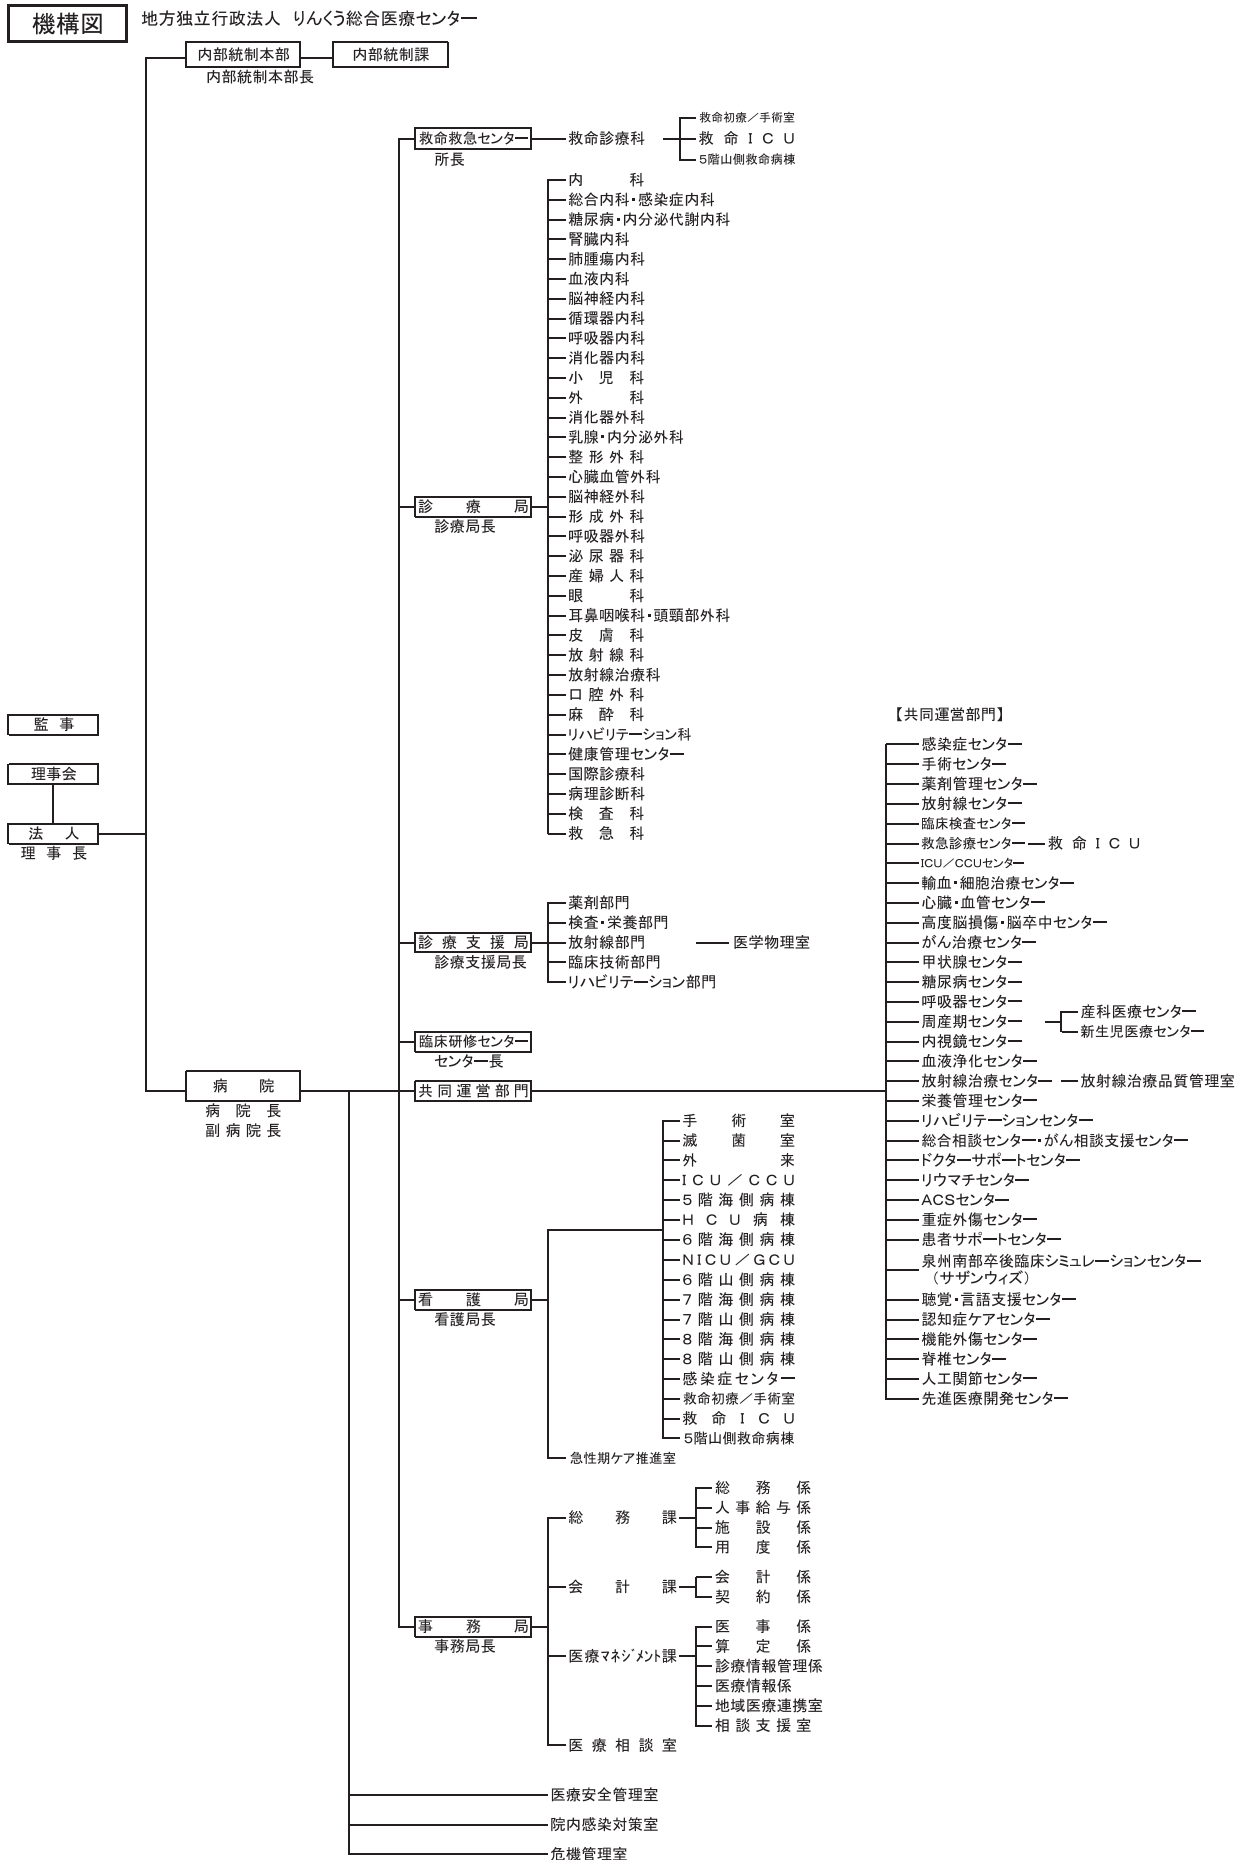 機構図
地方独立行政法人 りんくう総合医療センター
内部統制本部
内部統制課
内部統制本部長
監事
理事会
法人
理事長
病院
病院長
副病院長
救命救急センター
所長
救命診療科
救命初療／手術室
救命ICU
5階山側救命病棟
診療局
診療局長
内科
総合内科・感染症内科
糖尿病・内分泌代謝内科
腎臓内科
肺腫瘍内科
血液内科
脳神経内科
循環器内科
呼吸器内科
消化器内科
小児科
外科
消化器外科
乳腺・内分泌外科
整形外科
心臓血管外科
脳神経外科
形成外科
呼吸器外科
泌尿器科
産婦人科
眼科
耳鼻咽喉科・頭頸部外科
皮膚科
放射線科
放射線治療科
口腔外科
麻酔科
リハビリテーション科
健康管理センター
国際診療科
病理診断科
検査科
救急科
診療支援局
診療支援局長
薬剤部門
検査・栄養部門
放射線部門
医学物理室
臨床技術部門
リハビリテーション部門
臨床研修センター
センター長
共同運営部門
【共同運営部門】
感染症センター
手術センター
薬剤管理センター
放射線センター
臨床検査センター
救急診療センター
救命ICU
ICU／CCUセンター
輸血・細胞治療センター
心臓・血管センター
高度脳損傷・脳卒中センター
がん治療センター
甲状腺センター
糖尿病センター
呼吸器センター
周産期センター
産科医療センター
新生児医療センター
内視鏡センター
血液浄化センター
放射線治療センター
放射線治療品質管理室
栄養管理センター
リハビリテーションセンター
総合相談センター・がん相談支援センター
ドクターサポートセンター
リウマチセンター
ACSセンター
重症外傷センター
患者サポートセンター
泉州南部卒後臨床シミュレーションセンター
（サザンウィズ）
聴覚・言語支援センター
認知症ケアセンター
機能外傷センター
脊椎センター
人工関節センター
先進医療開発センター
看護局
看護局長
手術室
滅菌室
外来
ICU／CCU
5階海側病棟
HCU病棟
6階海側病棟
NICU／GCU
6階山側病棟
7階海側病棟
7階山側病棟
8階海側病棟
8階山側病棟
感染症センター
救命初療／手術室
救命ICU
5階山側救命病棟
急性期ケア推進室
事務局
事務局長
総務課
総務係
人事給与係
施設係
用度係
会計課
会計係
契約係
医療マネジメント課
医事係
算定係
診療情報管理係
医療情報係
地域医療連携室
相談支援室
医療相談室
医療安全管理室
院内感染対策室
危機管理室